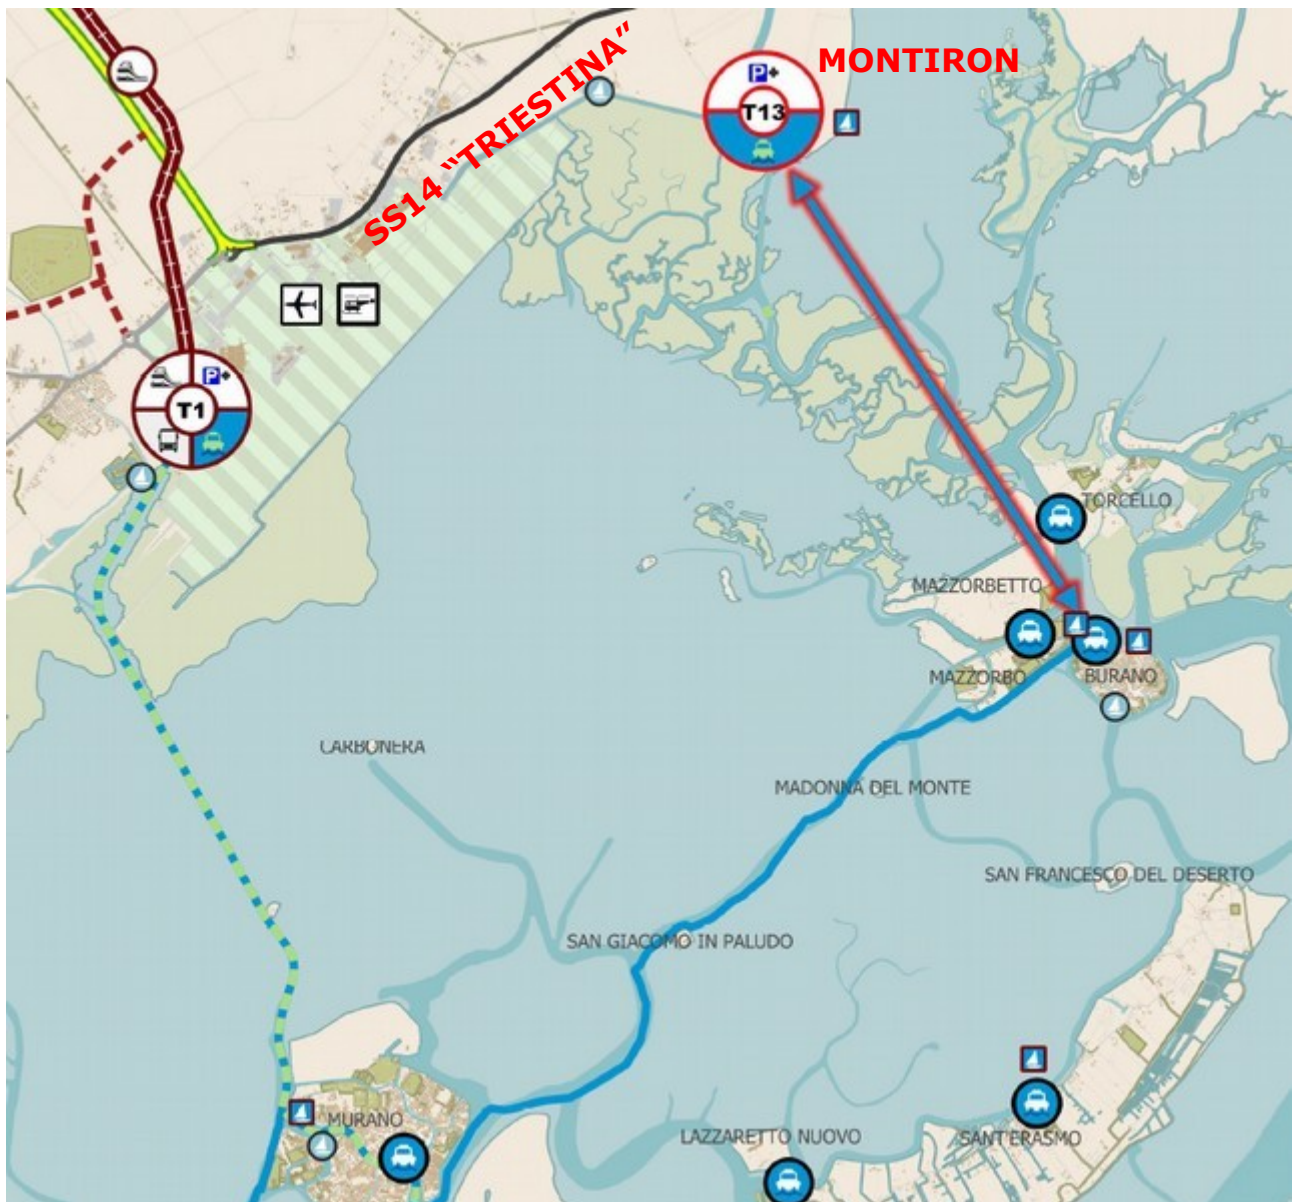 MONTIRON
P+
T13
SS14 “TRIESTINA”
P+
T1
TORCELLO
MAZZORBETTO
MAZZORBO
BURANO
CARBONERA
MADONNA DEL MONTE
SAN FRANCESCO DEL DESERTO
SAN GIACOMO IN PALUDO
MURANO
LAZZARETTO NUOVO
SANT'ERASMO